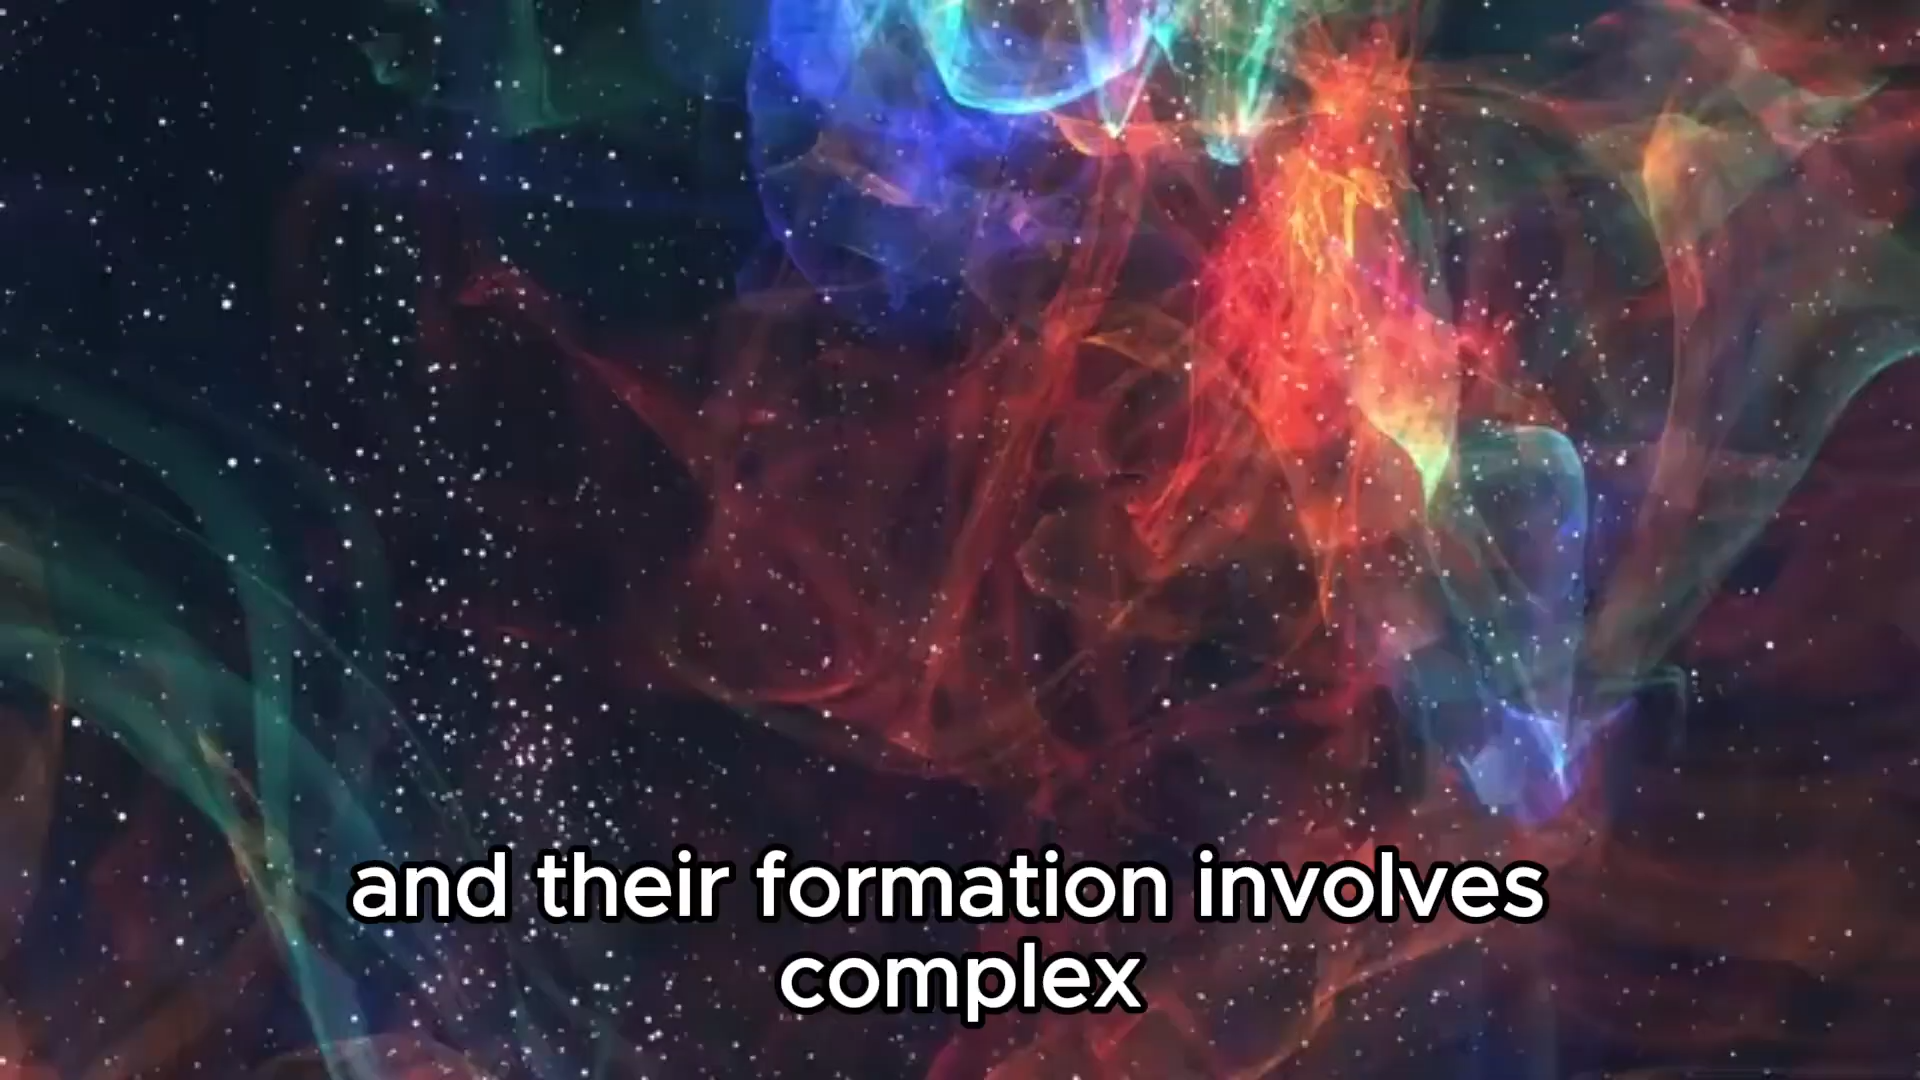 and their formation involves
complex